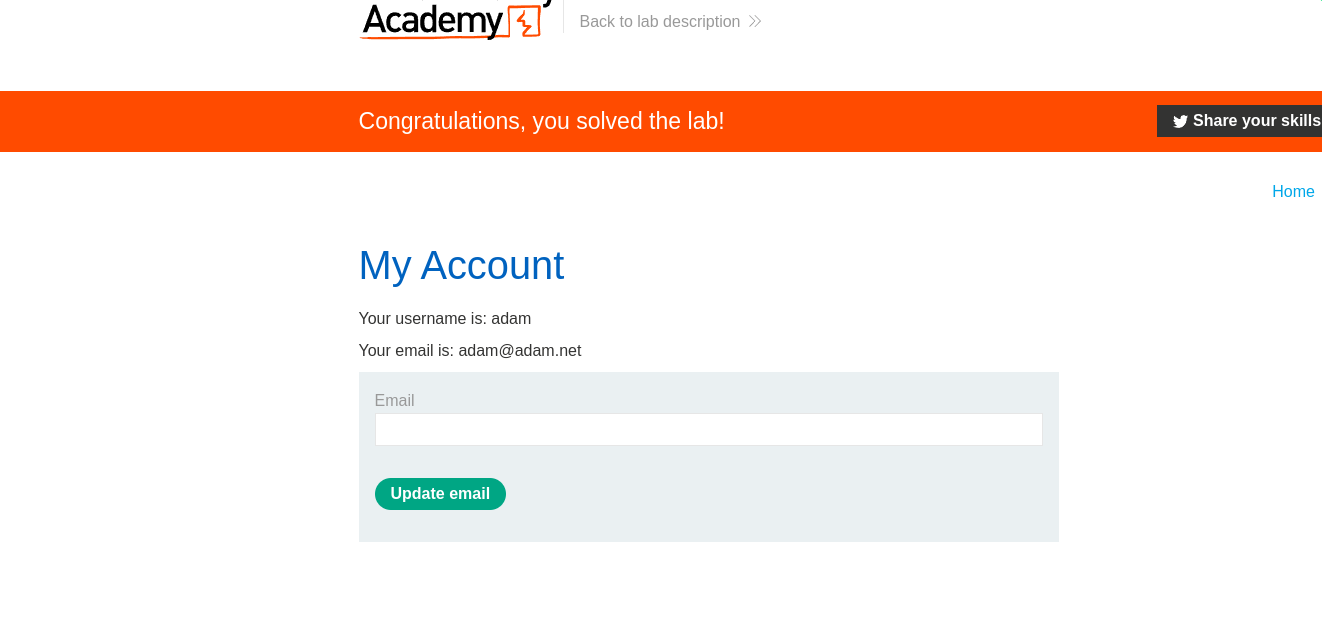 Academy
Back to lab description
Congratulations, you solved the lab!
Share your skills
Home
My Account
Your username is: adam
Your email is: adam@adam.net
Email
Update email